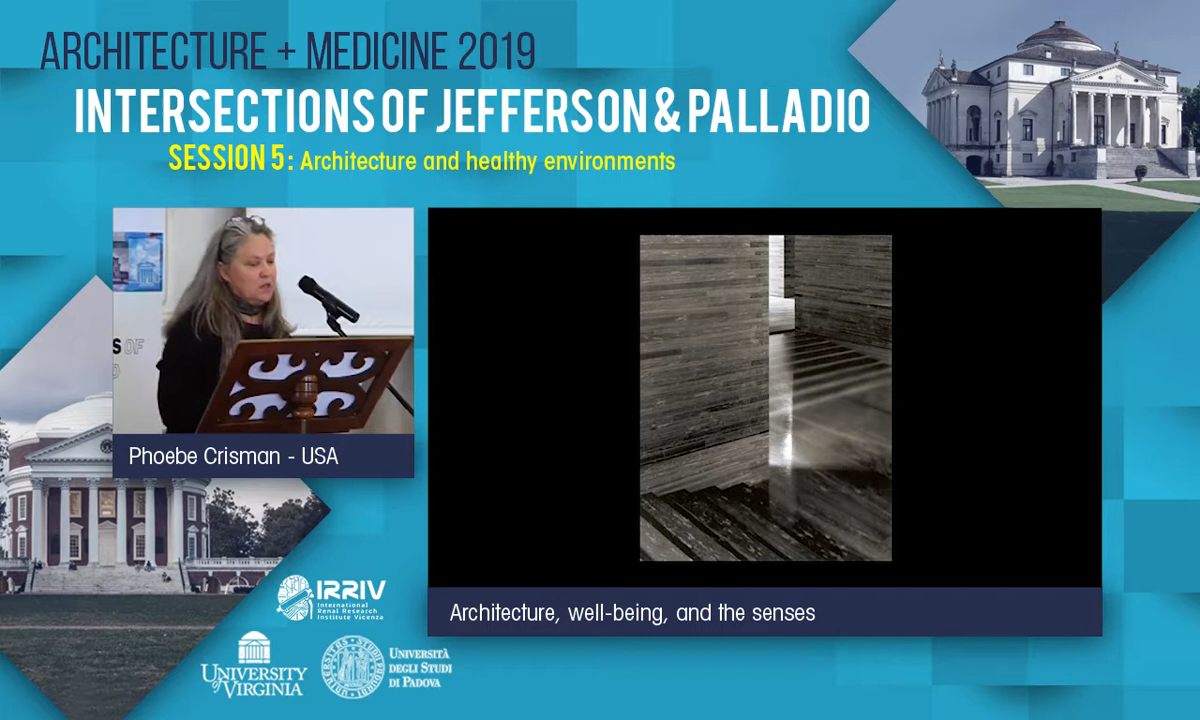 ARCHITECTURE + MEDICINE 2019
INTERSECTIONS OF JEFFERSON & PALLADIO
SESSION 5: Architecture and healthy environments
S OF
Phoebe Crisman - USA
Architecture, well-being, and the senses
IRRIV
International
Renal Research
Institute Vicenza
UNIVERSITY
of VIRGINIA
UNIVERSITÀ
DEGLI STUDI
DI PADOVA